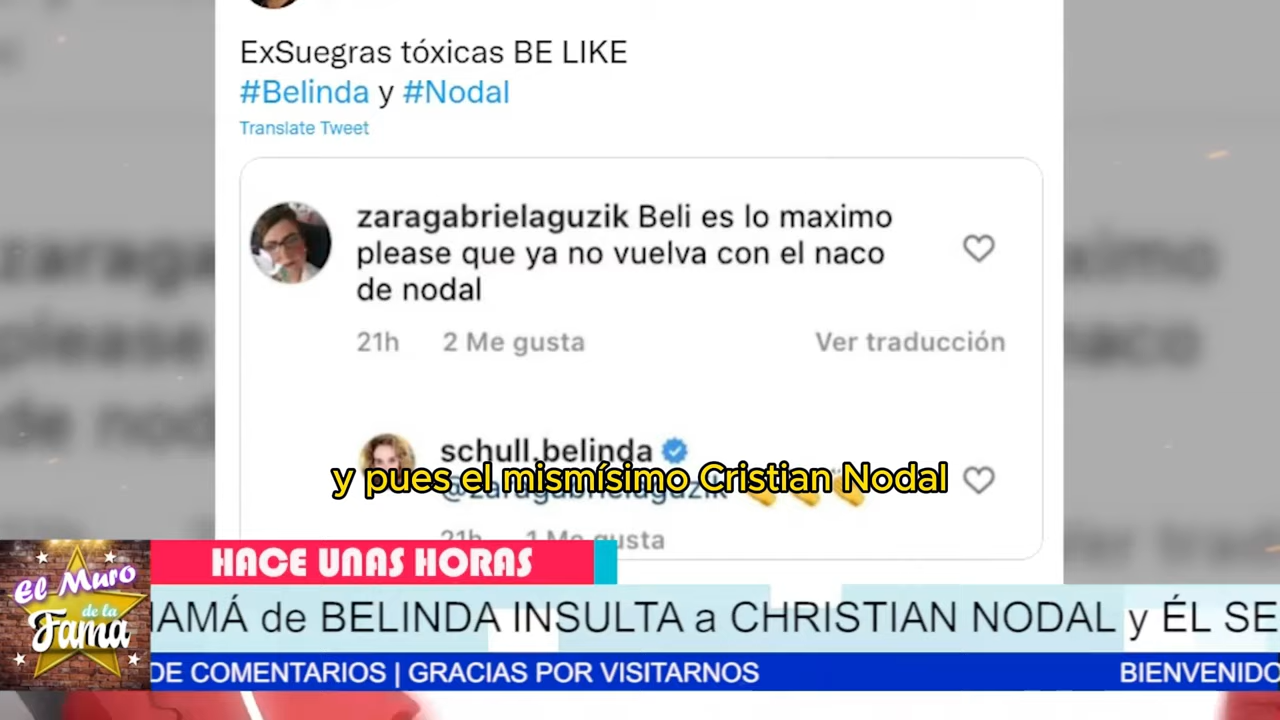 ExSuegras tóxicas BE LIKE
#Belinda y #Nodal
Translate Tweet
zaragabrielaguzik Beli es lo maximo
please que ya no vuelva con el naco
de nodal
21h 2 Me gusta Ver traducción
schull.belinda
y pues el mismísimo Cristian Nodal
@zaragabrielaguzik
21h 1 Me gusta
HACE UNAS HORAS
El Muro
de la
Fama
MAMÁ de BELINDA INSULTA a CHRISTIAN NODAL y ÉL SE
DE COMENTARIOS | GRACIAS POR VISITARNOS BIENVENIDO